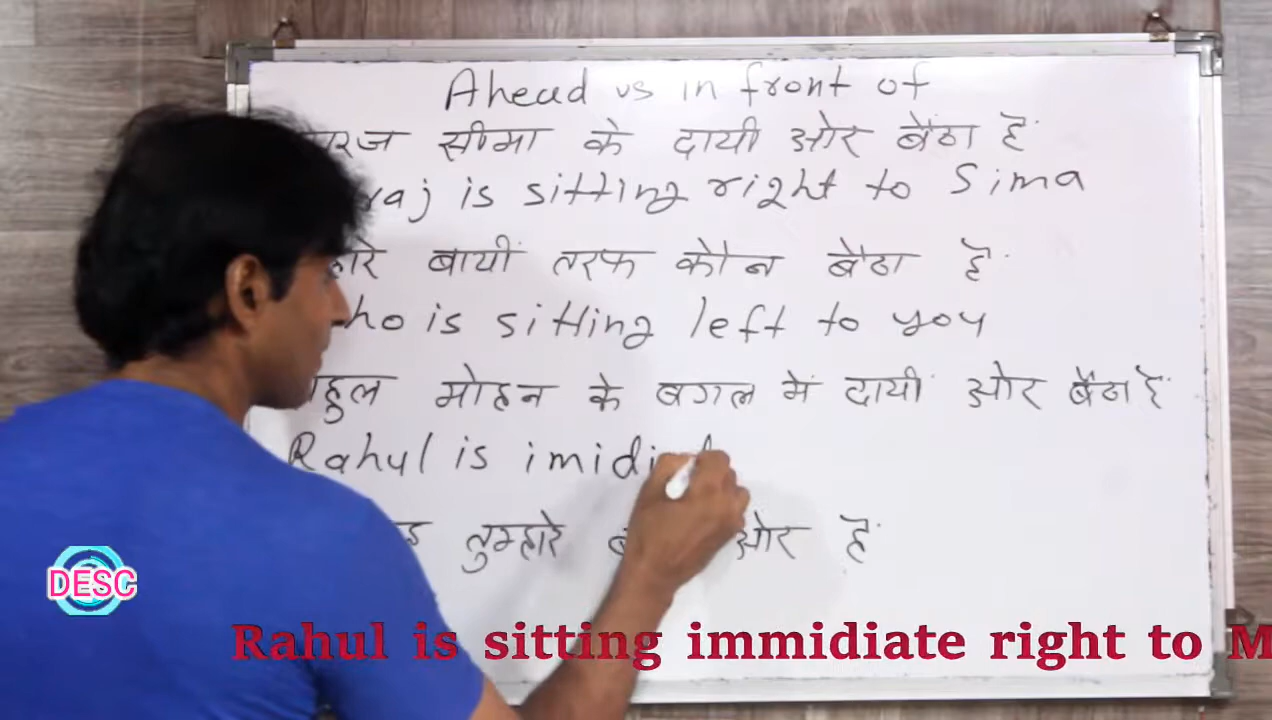 Ahead vs in front of
सीमा के दायी ओर बैठा है
is sitting right to Sima
बायीं तरफ कौन बैठा है
is sitting left to you
मोहन के बगल में दायीं ओर बैठा है
Rahul is imidi
तुम्हारे ओर है
DESC
Rahul is sitting immidiate right to M